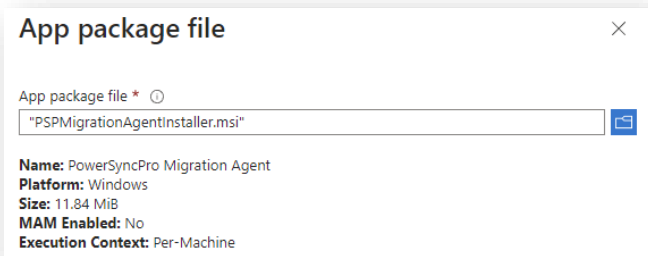 App package file
App package file *
"PSPMigrationAgentInstaller.msi"
Name: PowerSyncPro Migration Agent
Platform: Windows
Size: 11.84 MiB
MAM Enabled: No
Execution Context: Per-Machine